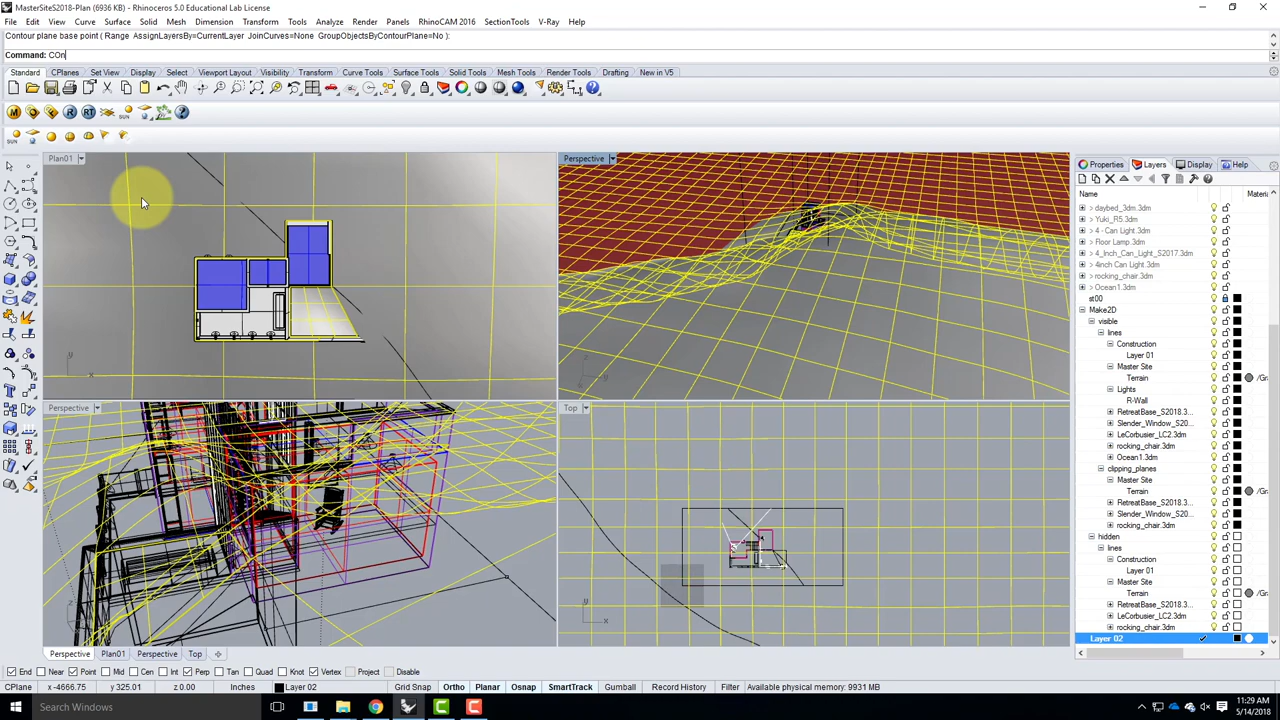 MasterSiteS2018-Plan (6936 KB) - Rhinoceros 5.0 Educational Lab License
File Edit View Curve Surface Solid Mesh Dimension Transform Tools Analyze Render Panels RhinoCAM 2016 SectionTools V-Ray Help
Contour plane base point ( Range AssignLayersBy=CurrentLayer JoinCurves=None GroupObjectsByContourPlane=No ):
Command: COn
Standard CPlanes Set View Display Select Viewport Layout Visibility Transform Curve Tools Surface Tools Solid Tools Mesh Tools Render Tools Drafting New in V5
Plan01
Perspective
Perspective
Top
Properties Layers Display Help
Name Material
daybed_3dm.3dm
Yuki_R5.3dm
4 - Can Light.3dm
Floor Lamp.3dm
4_Inch_Can_Light_S2017.3dm
4inch Can Light.3dm
rocking_chair.3dm
Ocean1.3dm
st00
Make2D
visible
lines
Construction
Layer 01
Master Site
Terrain
Lights
R-Wall
RetreatBase_S2018.3...
Slender_Window_S20...
LeCorbusier_LC2.3dm
rocking_chair.3dm
Ocean1.3dm
clipping_planes
Master Site
Terrain
RetreatBase_S2018.3...
Slender_Window_S20...
rocking_chair.3dm
hidden
lines
Construction
Layer 01
Master Site
Terrain
RetreatBase_S2018.3...
LeCorbusier_LC2.3dm
rocking_chair.3dm
Layer 02
Perspective Plan01 Perspective Top
End Near Point Mid Cen Int Perp Tan Quad Knot Vertex Project Disable
CPlane x -4666.75 y 325.01 z 0.00 Inches Layer 02 Grid Snap Ortho Planar Osnap SmartTrack Gumball Record History Filter Available physical memory: 9931 MB
Search Windows
11:29 AM
5/14/2018